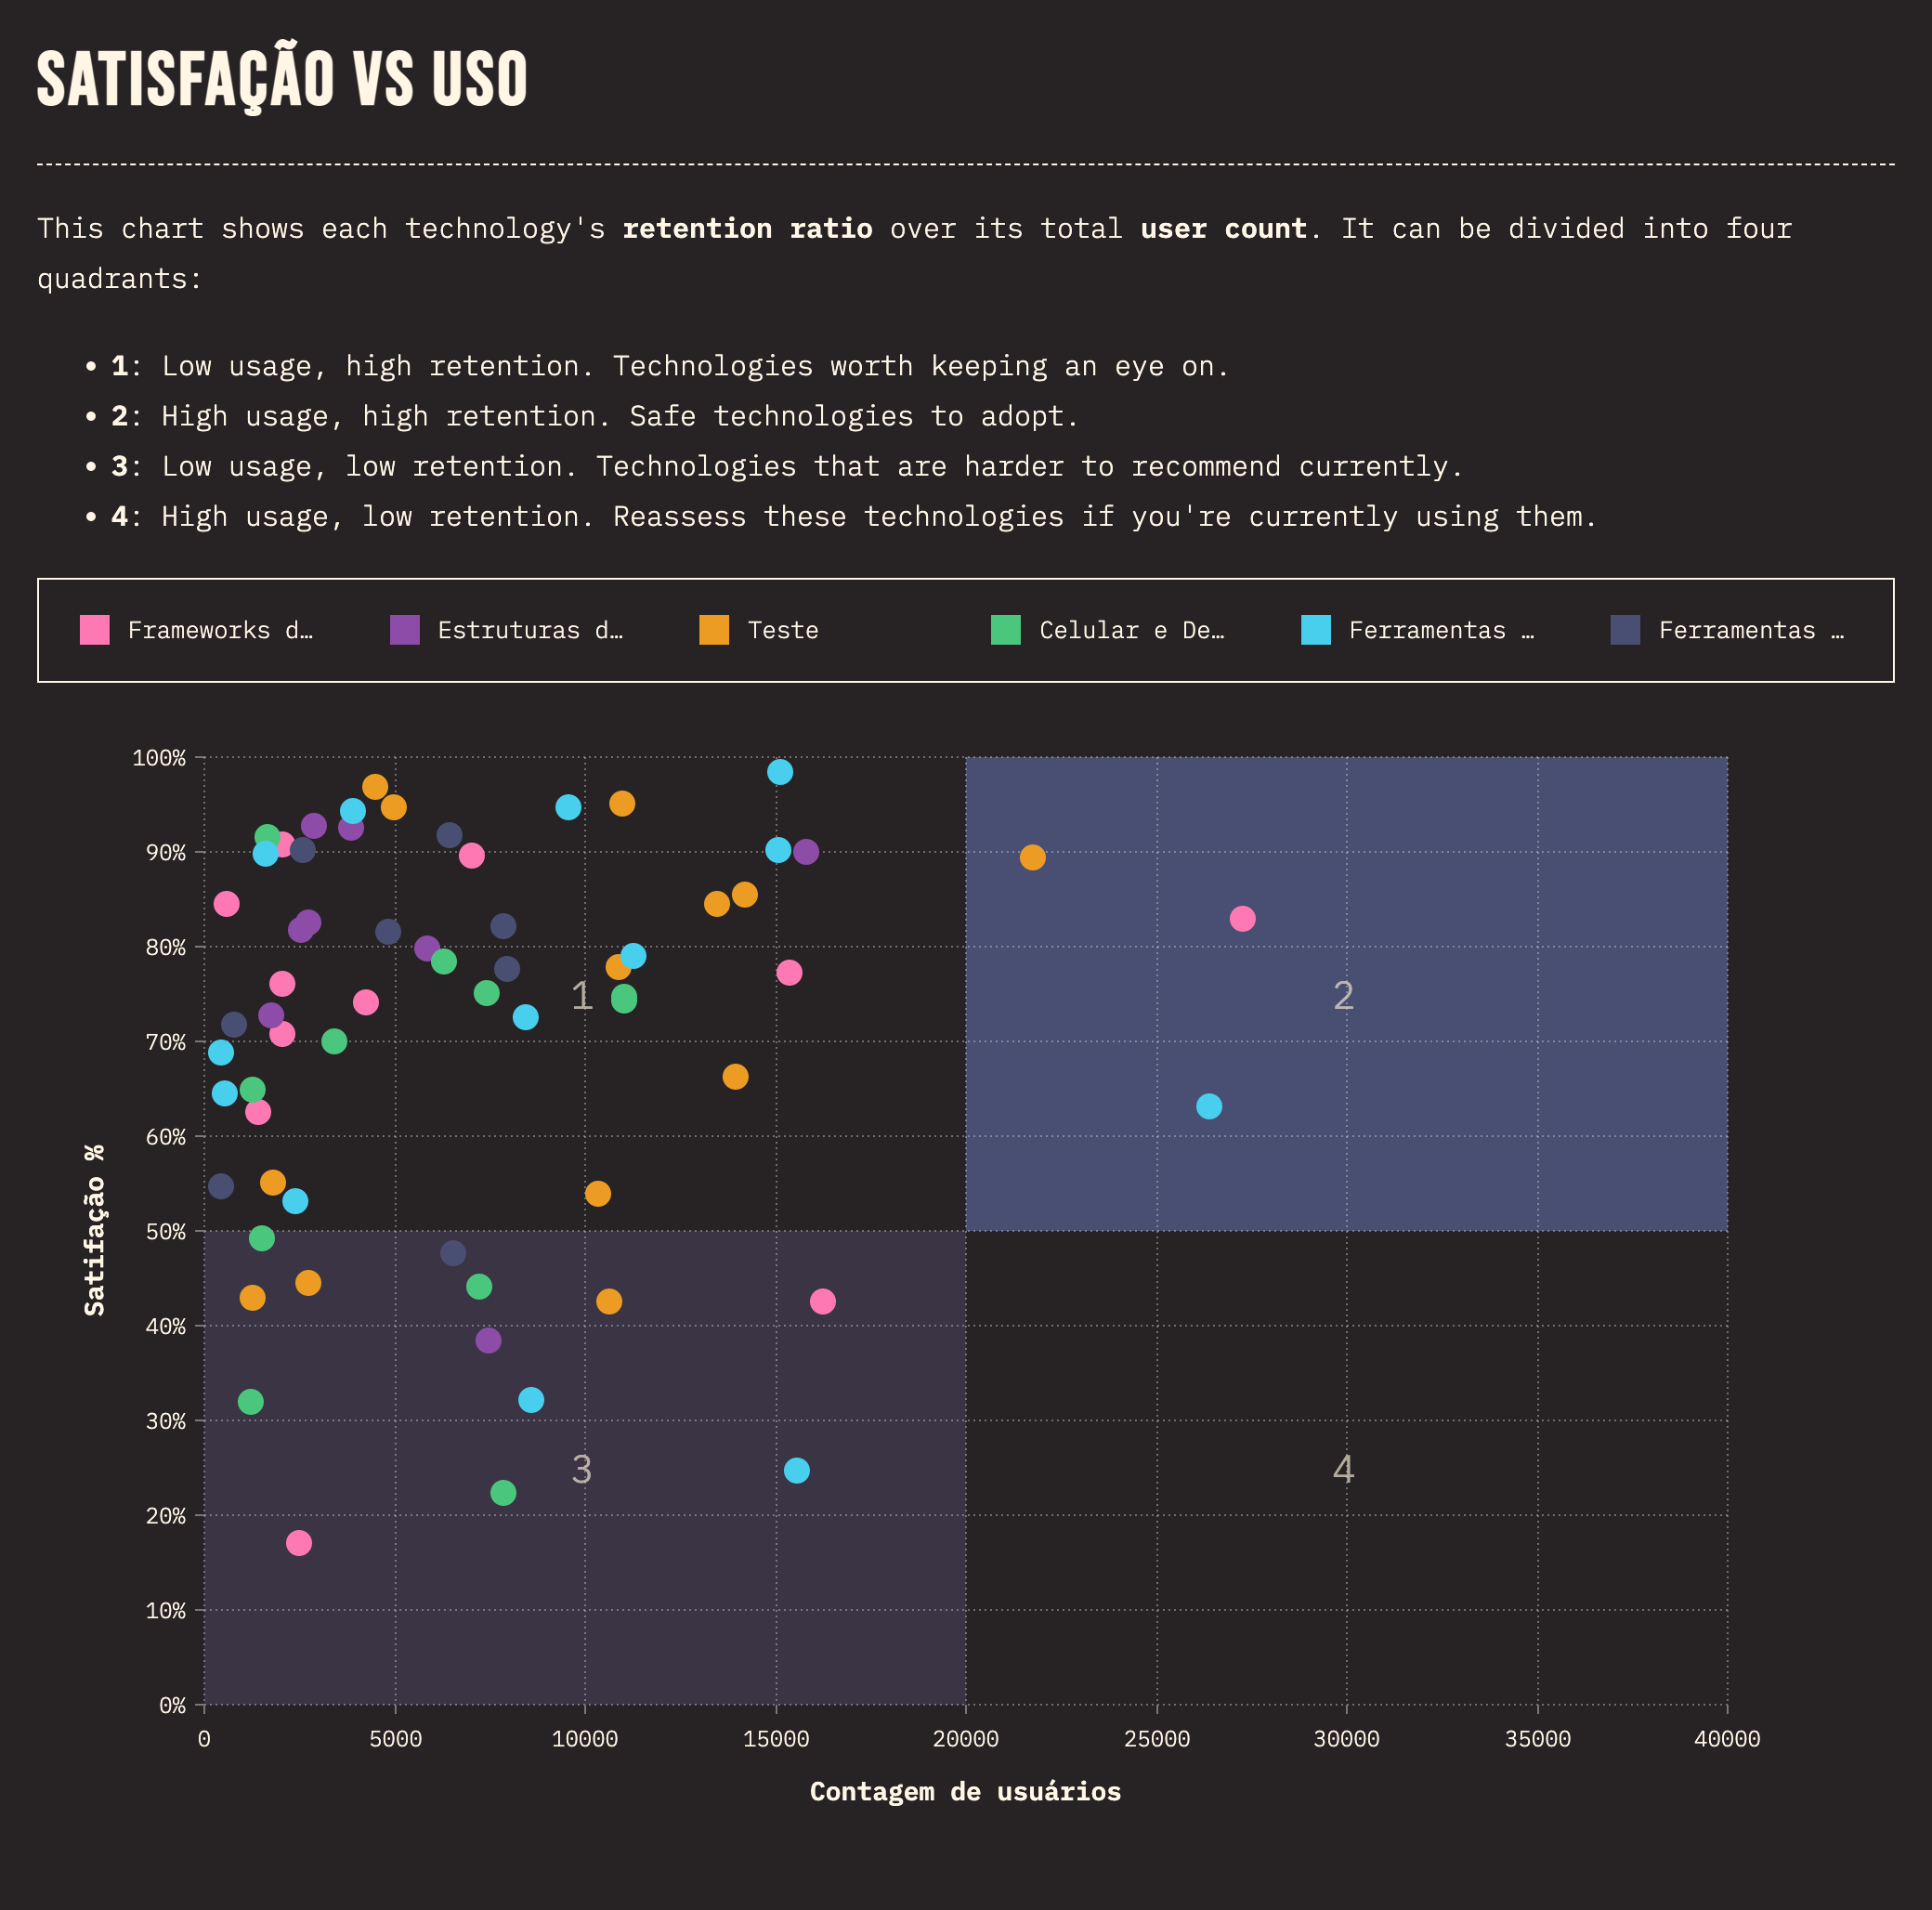 SATISFAÇÃO VS USO
This chart shows each technology's retention ratio over its total user count. It can be divided into four
quadrants:
• 1: Low usage, high retention. Technologies worth keeping an eye on.
• 2: High usage, high retention. Safe technologies to adopt.
• 3: Low usage, low retention. Technologies that are harder to recommend currently.
• 4: High usage, low retention. Reassess these technologies if you're currently using them.
Frameworks d… Estruturas d… Teste Celular e De… Ferramentas … Ferramentas …
100%
90%
80%
1 2
70%
60%
Satifação %
50%
40%
30%
3 4
20%
10%
0%
0 5000 10000 15000 20000 25000 30000 35000 40000
Contagem de usuários